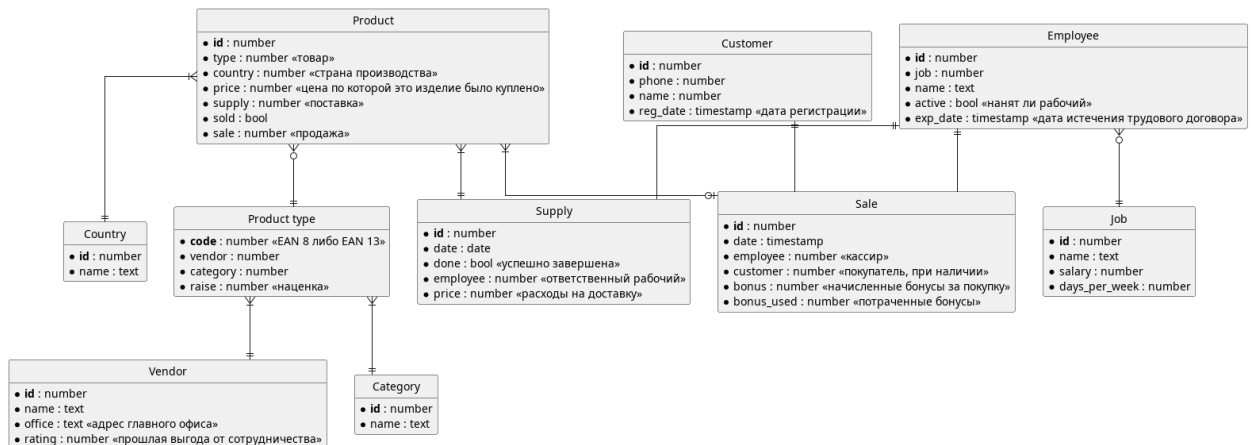 Product
id : number
type : number «товар»
country : number «страна производства»
price : number «цена по которой это изделие было куплено»
supply : number «поставка»
sold : bool
sale : number «продажа»
Customer
id : number
phone : number
name : number
reg_date : timestamp «дата регистрации»
Employee
id : number
job : number
name : text
active : bool «нанят ли рабочий»
exp_date : timestamp «дата истечения трудового договора»
Country
id : number
name : text
Product type
code : number «EAN 8 либо EAN 13»
vendor : number
category : number
raise : number «наценка»
Supply
id : number
date : date
done : bool «успешно завершена»
employee : number «ответственный рабочий»
price : number «расходы на доставку»
Sale
id : number
date : timestamp
employee : number «кассир»
customer : number «покупатель, при наличии»
bonus : number «начисленные бонусы за покупку»
bonus_used : number «потраченные бонусы»
Job
id : number
name : text
salary : number
days_per_week : number
Vendor
id : number
name : text
office : text «адрес главного офиса»
rating : number «прошлая выгода от сотрудничества»
Category
id : number
name : text